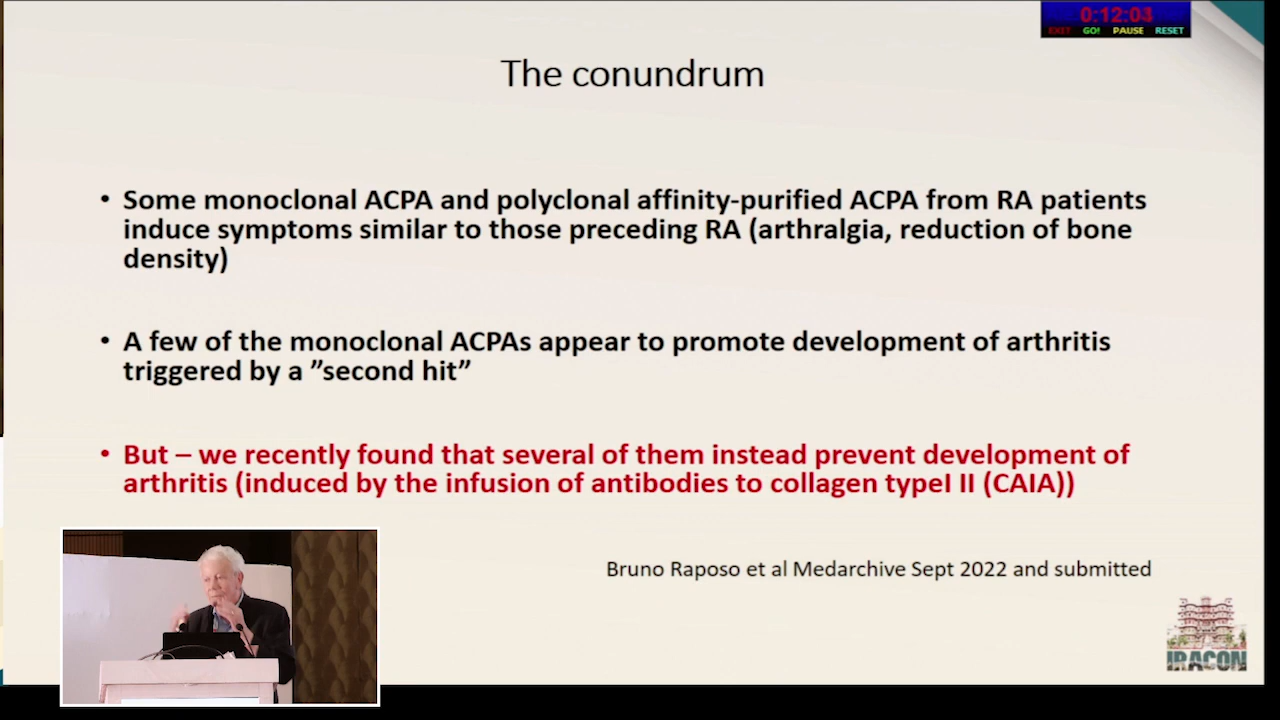 0:12:03
EXIT GO! PAUSE RESET
The conundrum
• Some monoclonal ACPA and polyclonal affinity-purified ACPA from RA patients
induce symptoms similar to those preceding RA (arthralgia, reduction of bone
density)
• A few of the monoclonal ACPAs appear to promote development of arthritis
triggered by a ”second hit”
• But – we recently found that several of them instead prevent development of
arthritis (induced by the infusion of antibodies to collagen typeI II (CAIA))
Bruno Raposo et al Medarchive Sept 2022 and submitted
IRACON